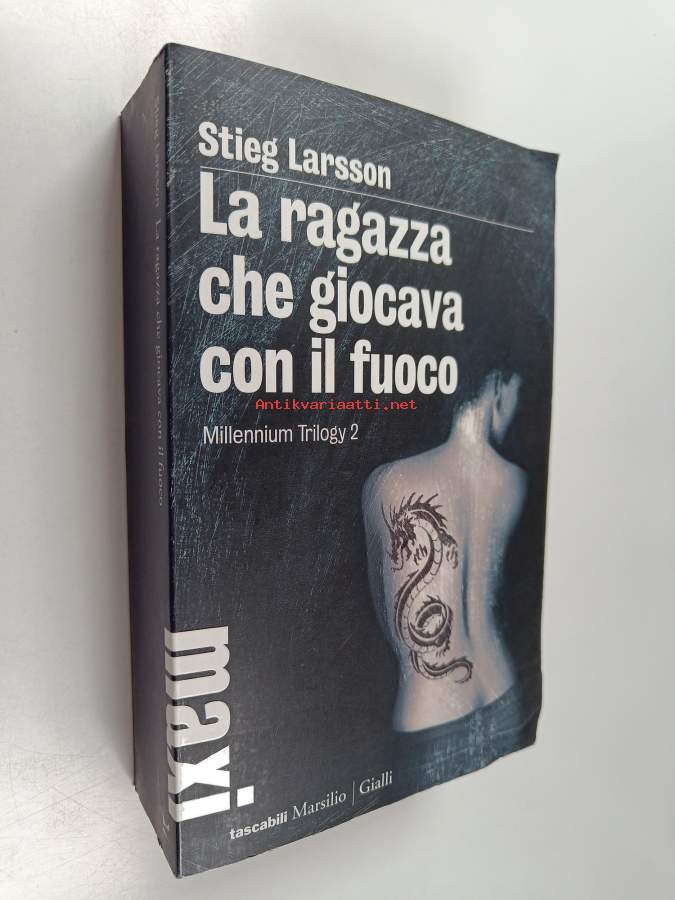 Stieg Larsson
La ragazza
che giocava
con il fuoco
Antikvariaatti.net
Millennium Trilogy 2
maxi
tascabili Marsilio | Gialli
Stieg Larsson La ragazza che giocava con il fuoco